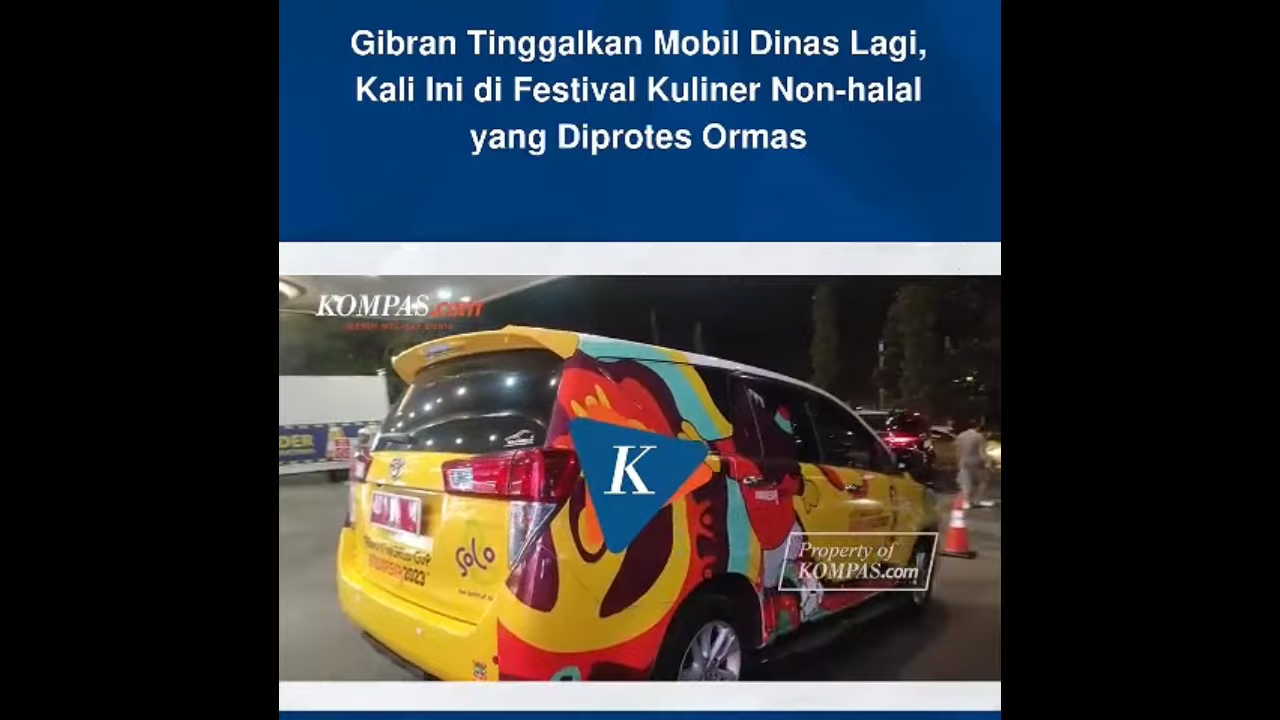 Gibran Tinggalkan Mobil Dinas Lagi,
Kali Ini di Festival Kuliner Non-halal
yang Diprotes Ormas
KOMPAS.com
DER
K
solo
2023
Property of
KOMPAS.com